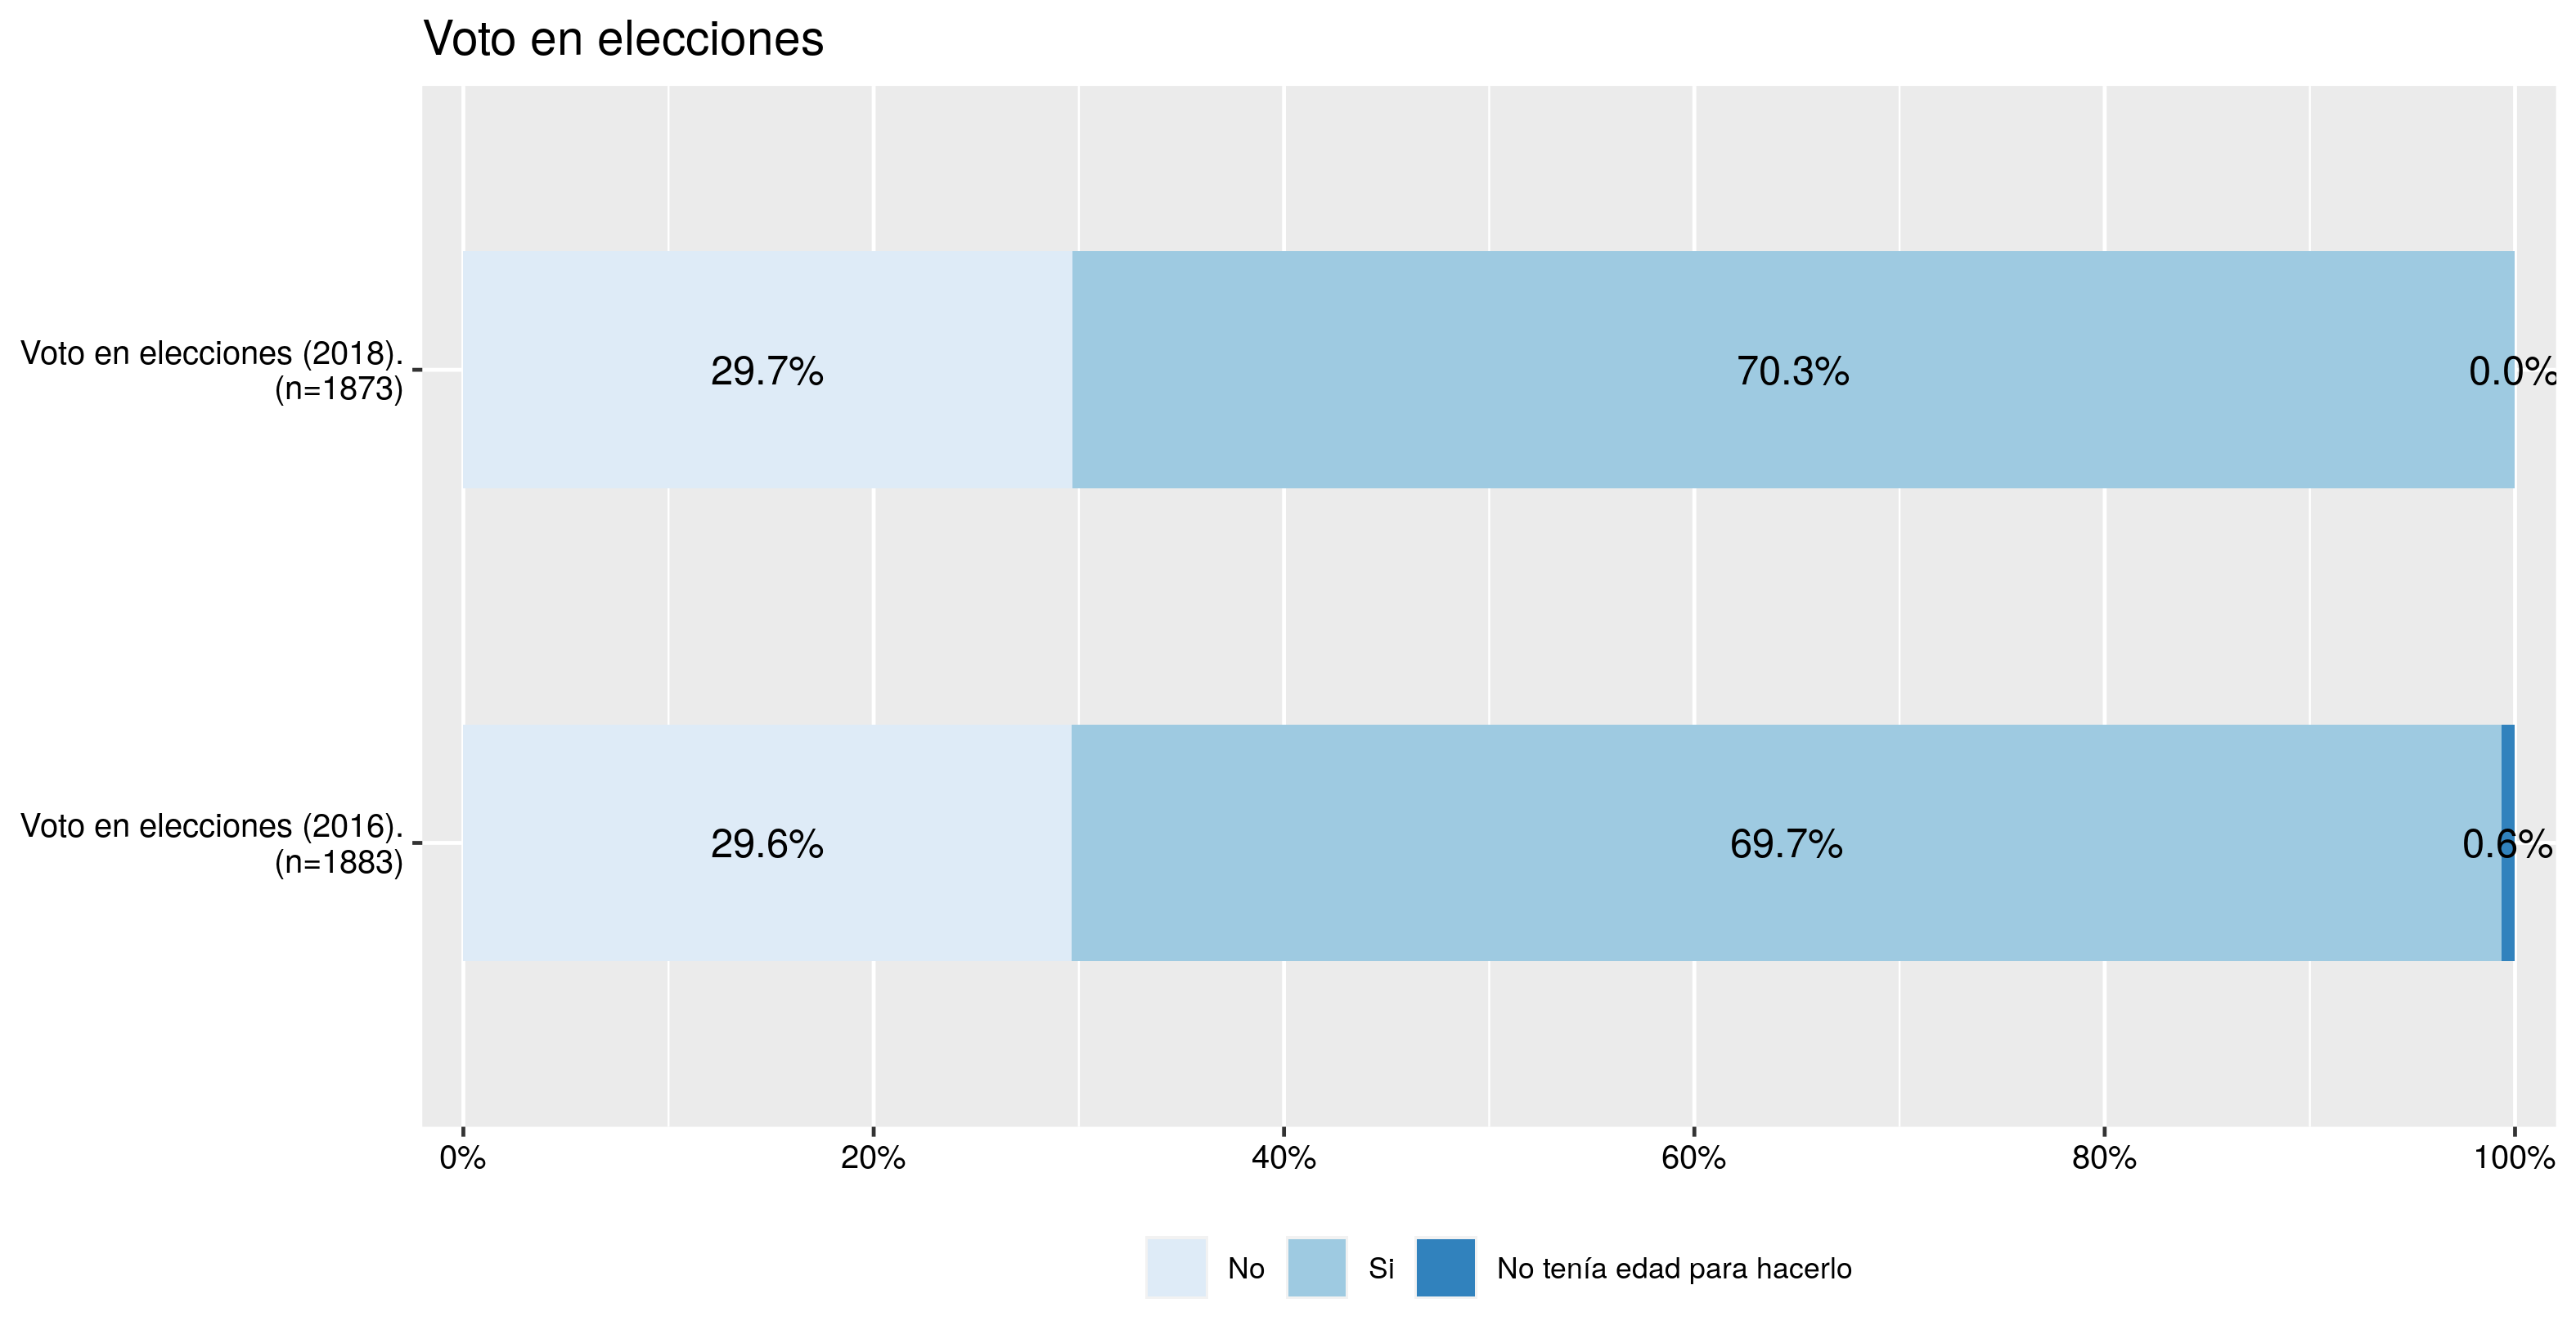 Voto en elecciones
Voto en elecciones (2018).
(n=1873)
29.7%
70.3%
0.0%
Voto en elecciones (2016).
(n=1883)
29.6%
69.7%
0.6%
0%
20%
40%
60%
80%
100%
No
Si
No tenía edad para hacerlo